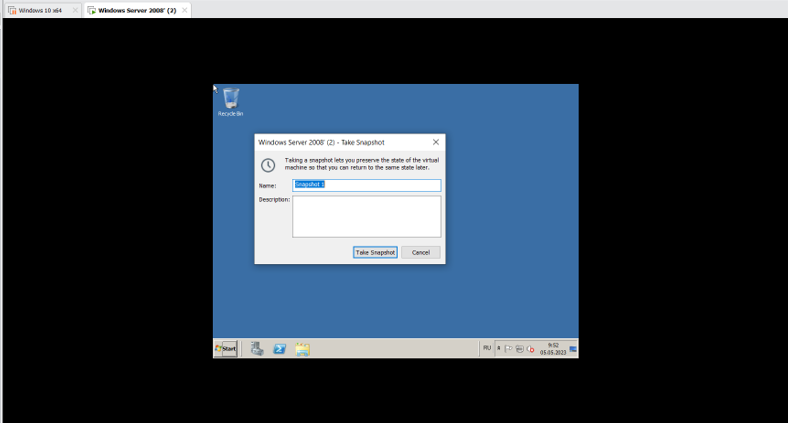 Windows 10 x64
Windows Server 2008' (2)
Recycle Bin
Windows Server 2008' (2) - Take Snapshot
Taking a snapshot lets you preserve the state of the virtual
machine so that you can return to the same state later.
Name: Snapshot 1
Description:
Take Snapshot Cancel
Start RU 9:52
05.05.2023